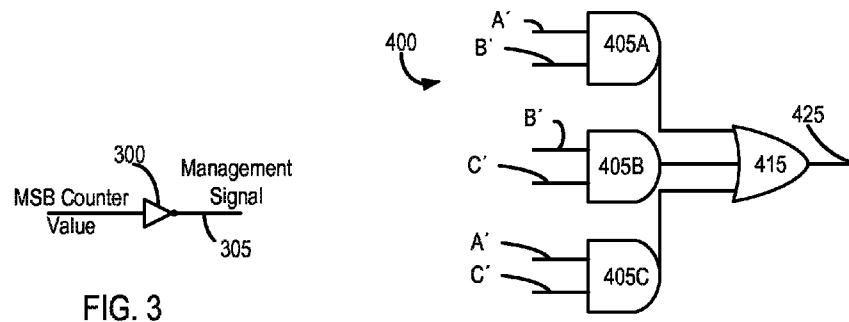 300
MSB Counter
Value
Management
Signal
305
FIG. 3
400
A´
B´
405A
B´
C´
405B
A´
C´
405C
415
425